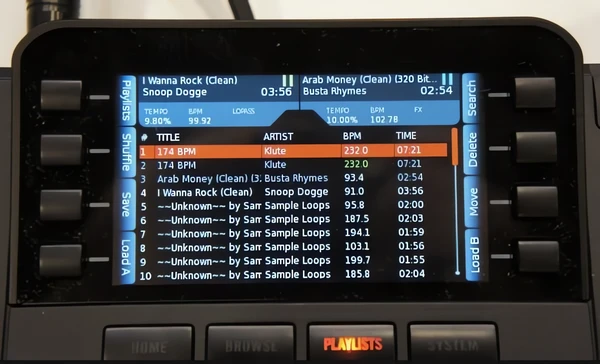 I Wanna Rock (Clean)
Snoop Dogge 03:56
Arab Money (Clean) (320 Bit...
Busta Rhymes 02:54
TEMPO BPM LOPASS
9.80% 99.92
TEMPO BPM FX
10.00% 102.78
Playlists
Shuffle
Save
Load A
Search
Delete
Move
Load B
# TITLE ARTIST BPM TIME
1 174 BPM Klute 232.0 07:21
2 174 BPM Klute 232.0 07:21
3 Arab Money (Clean) (3: Busta Rhymes 93.4 02:54
4 I Wanna Rock (Clean) Snoop Dogge 91.0 03:56
5 ~~Unknown~~ by Sam Sample Loops 95.8 02:00
6 ~~Unknown~~ by Sam Sample Loops 187.5 02:03
7 ~~Unknown~~ by Sam Sample Loops 194.1 01:59
8 ~~Unknown~~ by Sam Sample Loops 103.1 01:56
9 ~~Unknown~~ by Sam Sample Loops 199.7 01:55
10 ~~Unknown~~ by Sam Sample Loops 185.8 02:04
HOME BROWSE PLAYLISTS SYSTEM